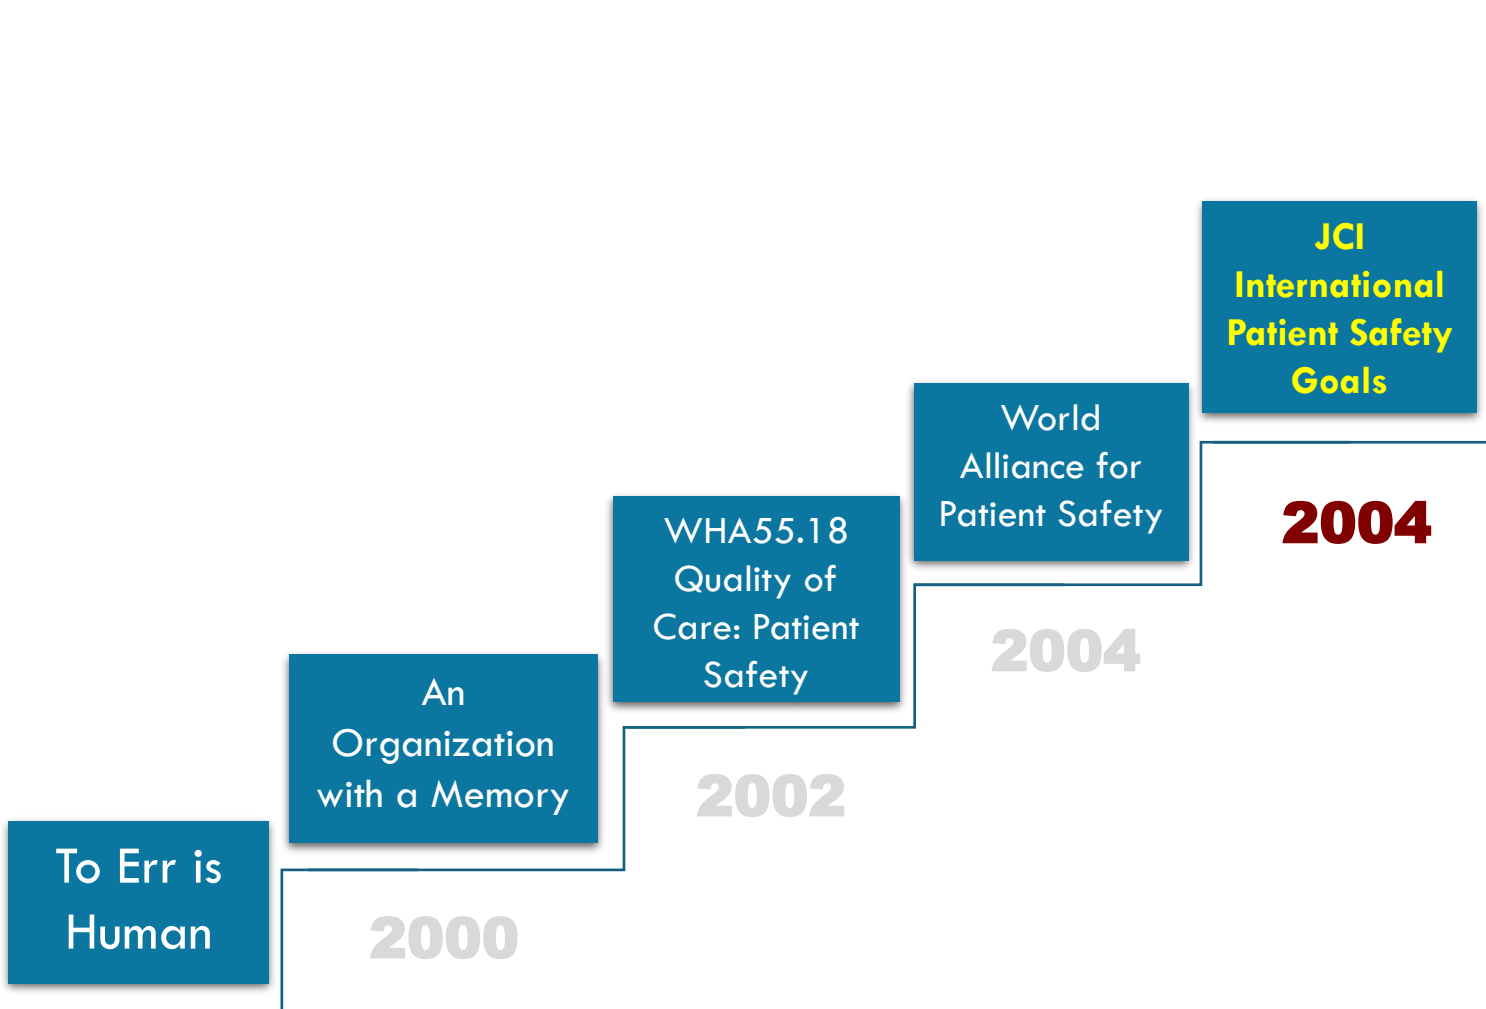 To Err is
Human
An
Organization
with a Memory
2000
WHA55.18
Quality of
Care: Patient
Safety
2002
World
Alliance for
Patient Safety
2004
JCI
International
Patient Safety
Goals
2004